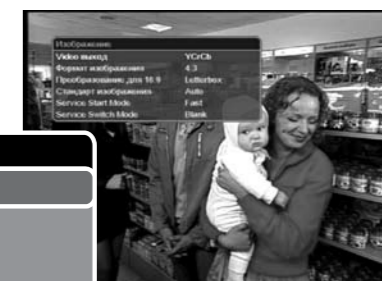 Изображение
Video выход YCrCb
Формат изображения 4:3
Преобразование для 16:9 Letterbox
Стандарт изображения Auto
Service Start Mode Fast
Service Switch Mode Blank